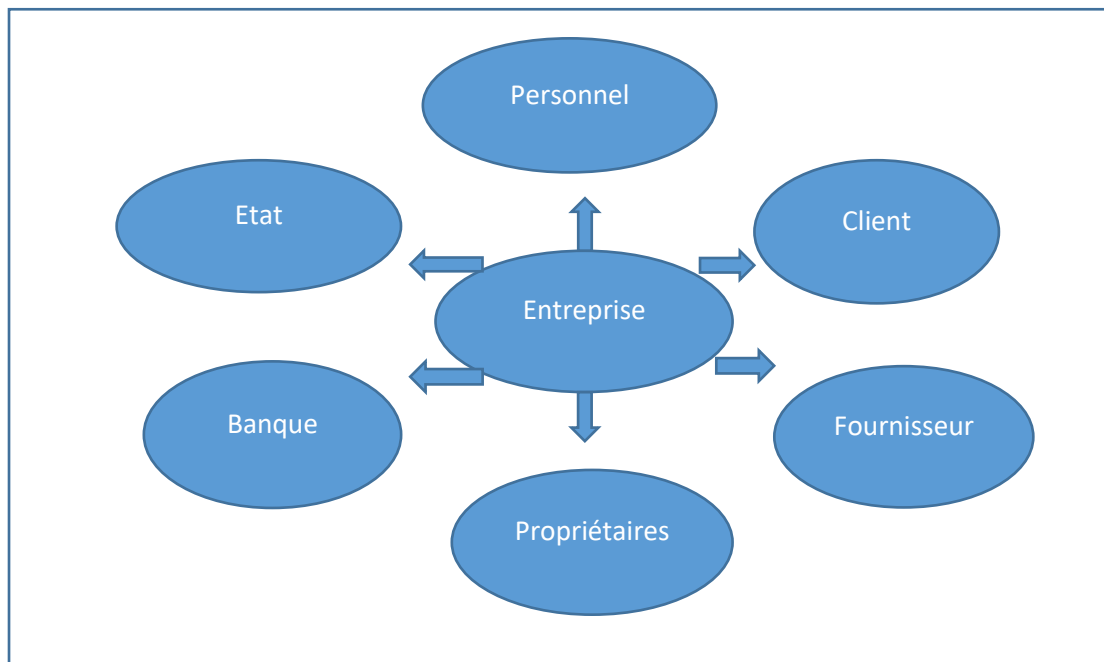 Personnel
Etat
Client
Entreprise
Banque
Fournisseur
Propriétaires